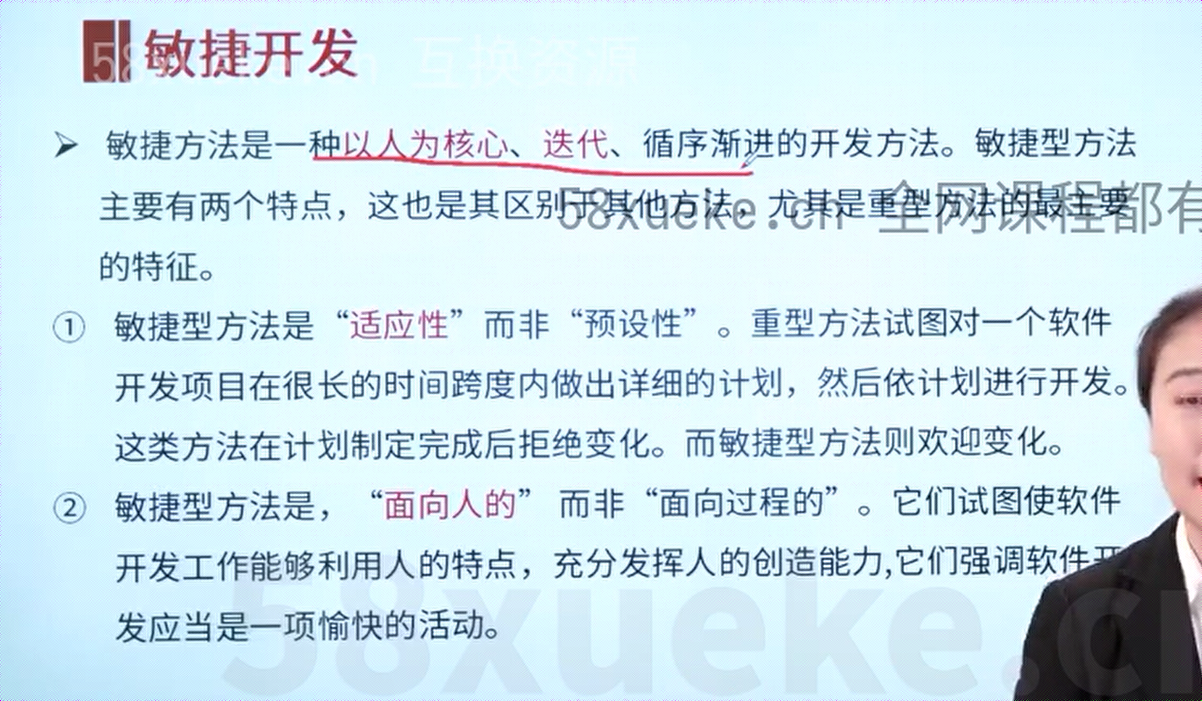 敏捷开发
互换资源
敏捷方法是一种以人为核心、迭代、循序渐进的开发方法。敏捷型方法
主要有两个特点，这也是其区别于其他方法，尤其是重型方法的最主要
58xueke.cn 全网课程都有
的特征。
① 敏捷型方法是“适应性”而非“预设性”。重型方法试图对一个软件
开发项目在很长的时间跨度内做出详细的计划，然后依计划进行开发。
这类方法在计划制定完成后拒绝变化。而敏捷型方法则欢迎变化。
② 敏捷型方法是，“面向人的” 而非“面向过程的”。它们试图使软件
开发工作能够利用人的特点，充分发挥人的创造能力,它们强调软件开
发应当是一项愉快的活动。
58xueke.cn